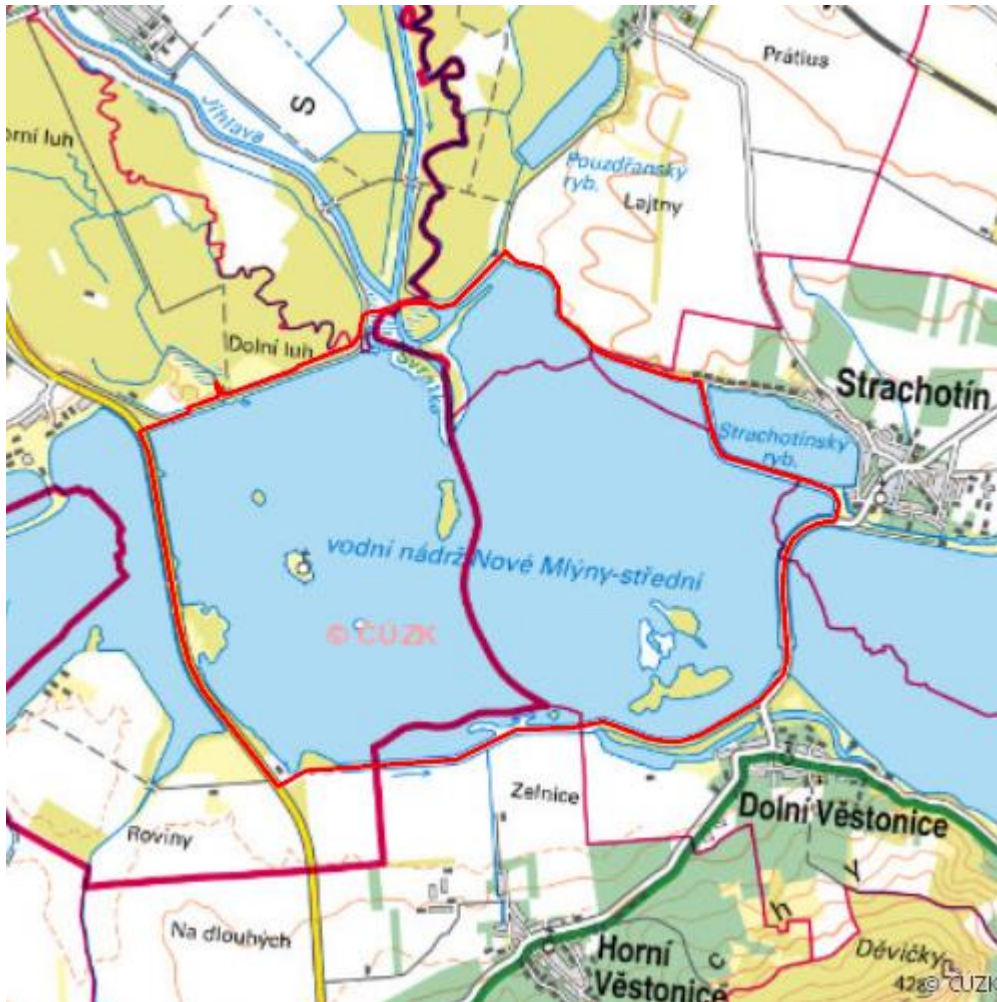 Prátlus
S
Jihlava
orní luh
Pouzdřanský
ryb.
Lajtny
Dolní luh
Svratka
Strachotín
Strachotínský
ryb.
vodní nádrž Nové Mlýny-střední
© ČÚZK
Zelnice
Roviny
Dolní Věstonice
Na dlouhých
Horní
Věstonice
Děvičky
428
© ČÚZK